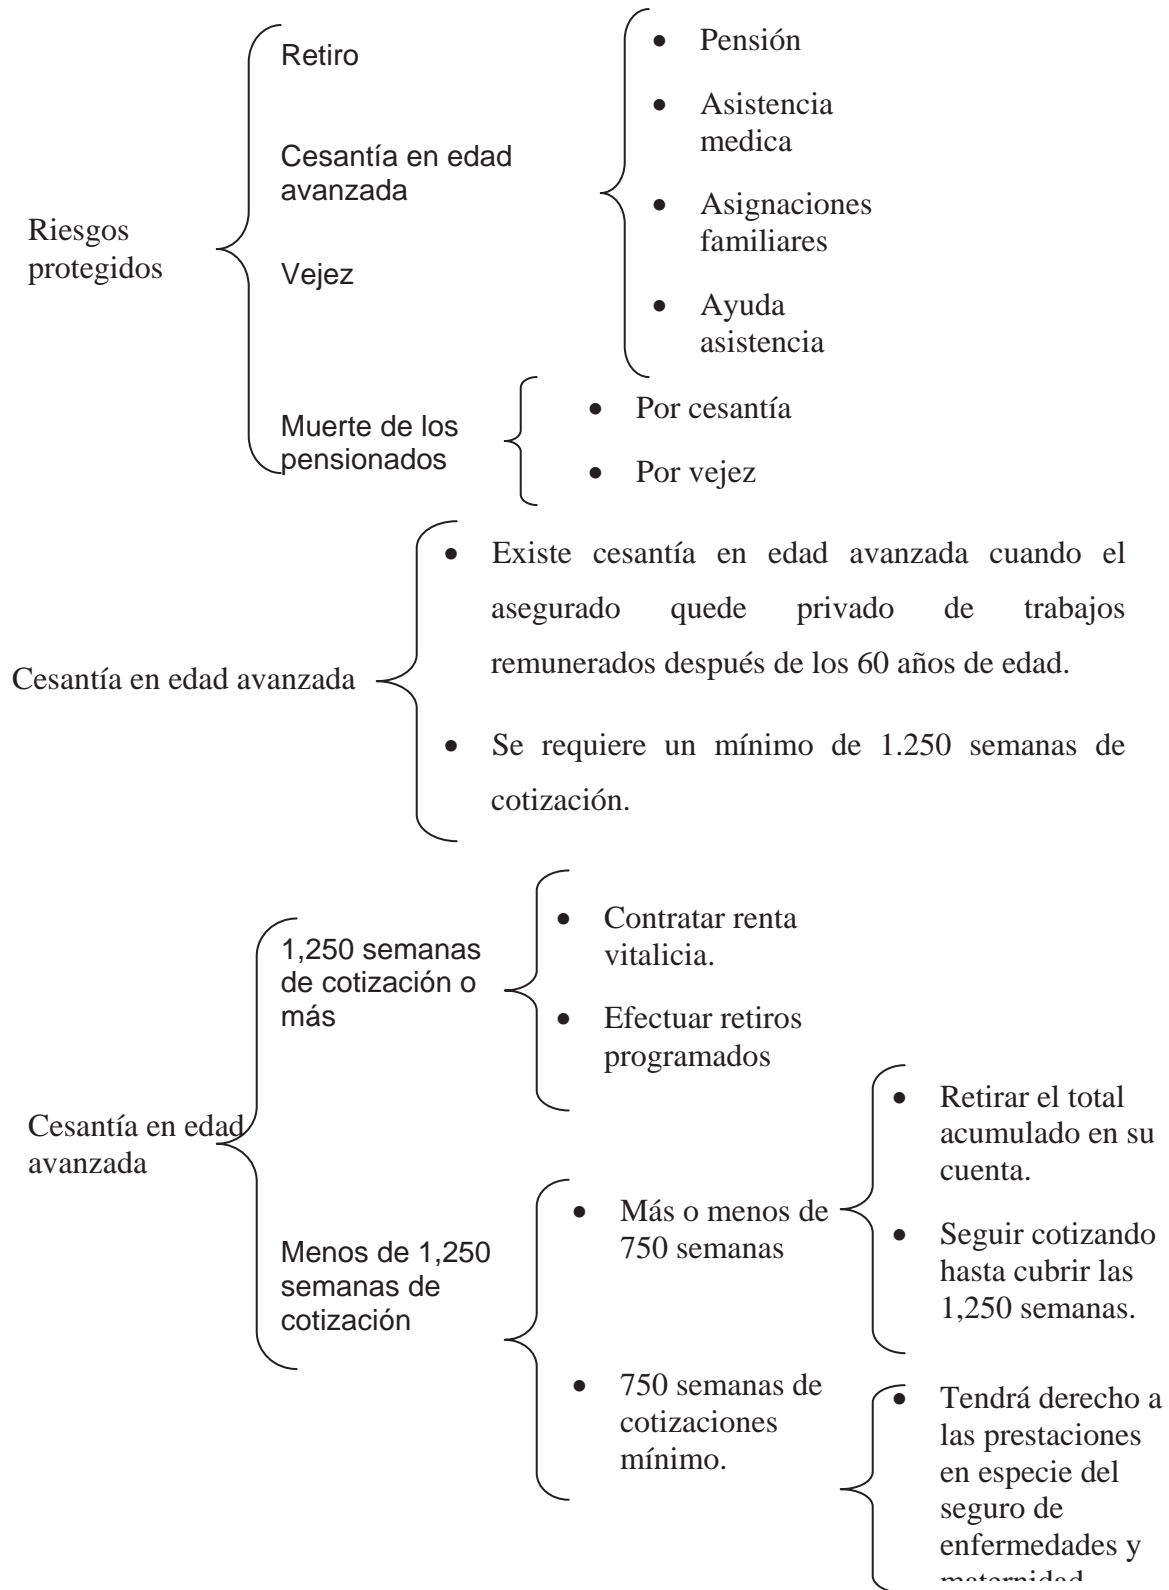 Riesgos
protegidos
Retiro
Cesantía en edad
avanzada
Vejez
Muerte de los
pensionados
• Pensión
• Asistencia
medica
• Asignaciones
familiares
• Ayuda
asistencia
• Por cesantía
• Por vejez
Cesantía en edad avanzada
• Existe cesantía en edad avanzada cuando el
asegurado quede privado de trabajos
remunerados después de los 60 años de edad.
• Se requiere un mínimo de 1.250 semanas de
cotización.
Cesantía en edad
avanzada
1,250 semanas
de cotización o
más
• Contratar renta
vitalicia.
• Efectuar retiros
programados
Menos de 1,250
semanas de
cotización
• Más o menos de
750 semanas
• Retirar el total
acumulado en su
cuenta.
• Seguir cotizando
hasta cubrir las
1,250 semanas.
• 750 semanas de
cotizaciones
mínimo.
• Tendrá derecho a
las prestaciones
en especie del
seguro de
enfermedades y
maternidad